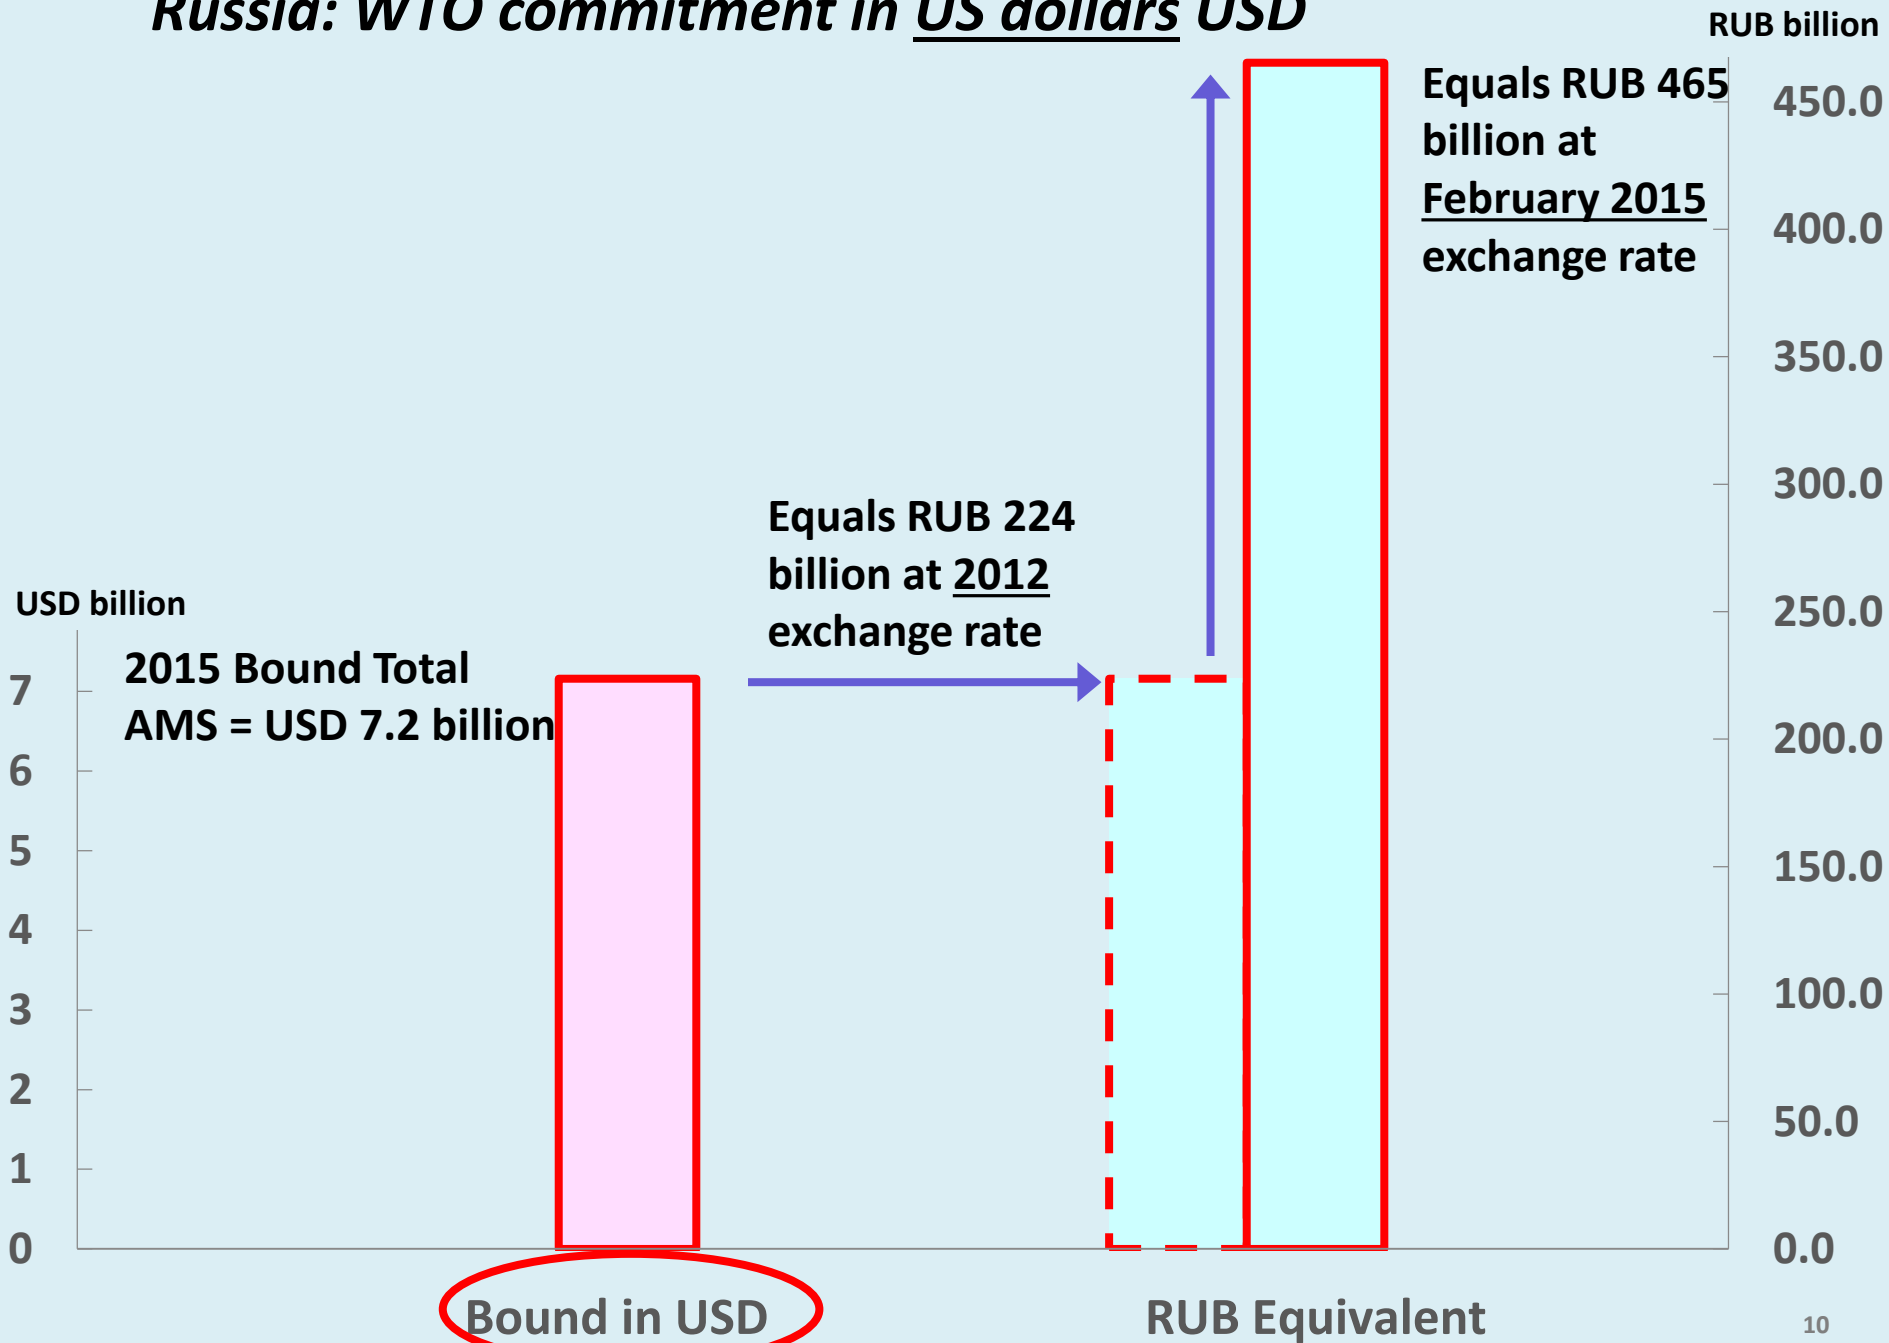 Russia: WTO commitment in US dollars USD
RUB billion
Equals RUB 465
billion at
February 2015
exchange rate
450.0
400.0
350.0
300.0
250.0
200.0
150.0
100.0
50.0
0.0
Equals RUB 224
billion at 2012
exchange rate
USD billion
2015 Bound Total
AMS = USD 7.2 billion
7
6
5
4
3
2
1
0
Bound in USD
RUB Equivalent
10